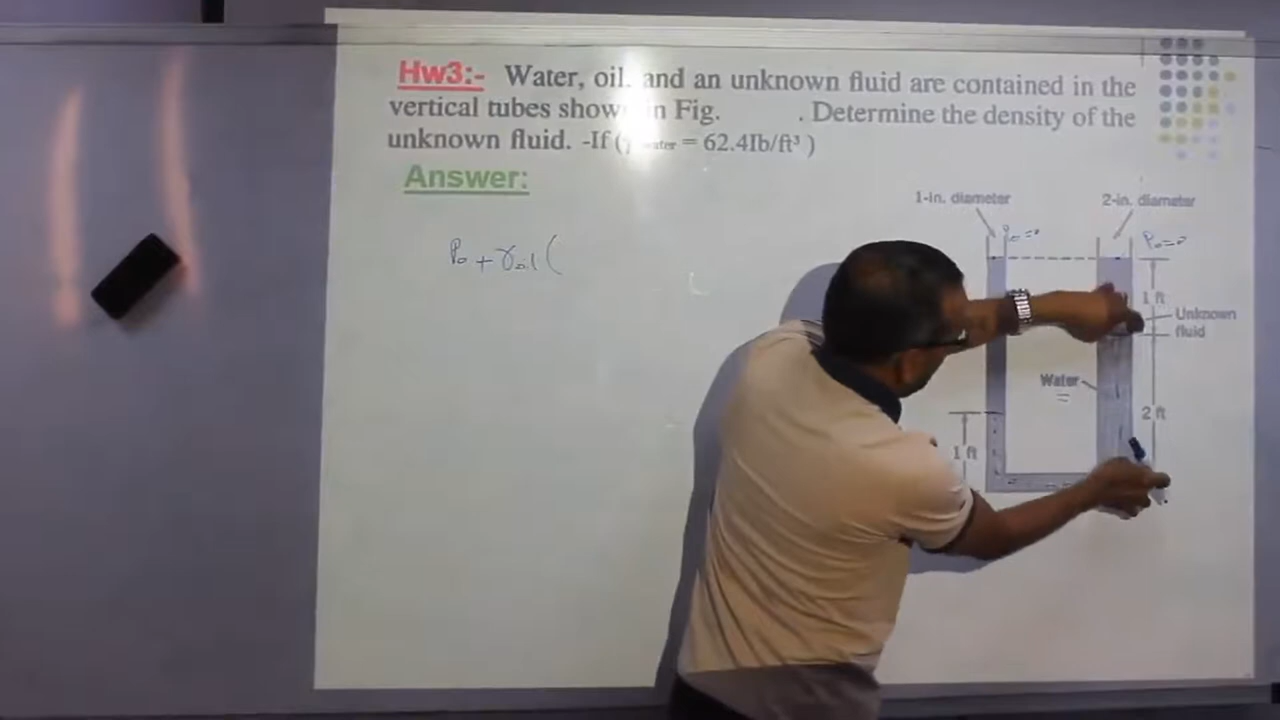 Hw3:- Water, oil, and an unknown fluid are contained in the
vertical tubes show in Fig. . Determine the density of the
unknown fluid. -If (γ water = 62.4Ib/ft³ )
Answer:
1-in. diameter
2-in. diameter
P₀=0
P₀ + γoil (
1 ft
Unknown
fluid
Water
2 ft
1 ft